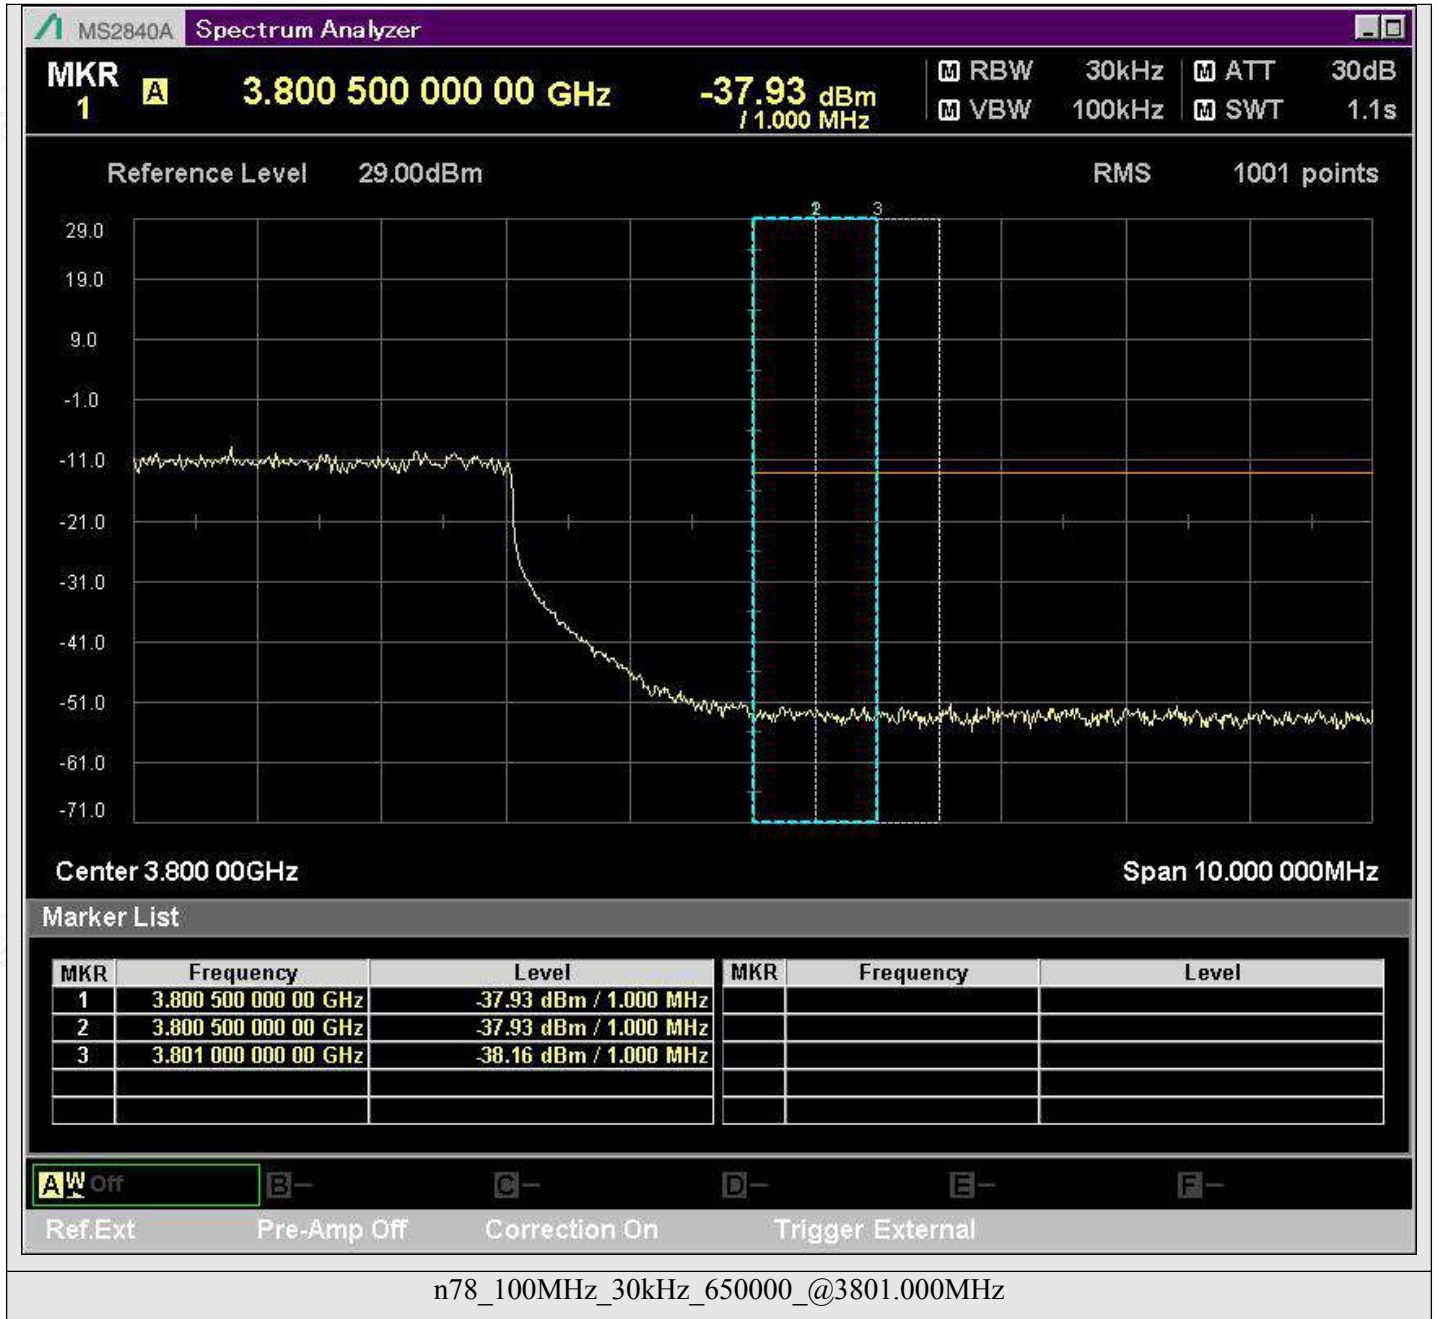 MS2840A Spectrum Analyzer
MKR 1 A 3.800 500 000 00 GHz -37.93 dBm / 1.000 MHz
M RBW 30kHz M ATT 30dB
M VBW 100kHz M SWT 1.1s
Reference Level 29.00dBm RMS 1001 points
2 3
29.0
19.0
9.0
-1.0
-11.0
-21.0
-31.0
-41.0
-51.0
-61.0
-71.0
Center 3.800 00GHz Span 10.000 000MHz
Marker List
MKR Frequency Level MKR Frequency Level
1 3.800 500 000 00 GHz -37.93 dBm / 1.000 MHz
2 3.800 500 000 00 GHz -37.93 dBm / 1.000 MHz
3 3.801 000 000 00 GHz -38.16 dBm / 1.000 MHz
A W Off B – C – D – E – F –
Ref.Ext Pre-Amp Off Correction On Trigger External
n78_100MHz_30kHz_650000_@3801.000MHz